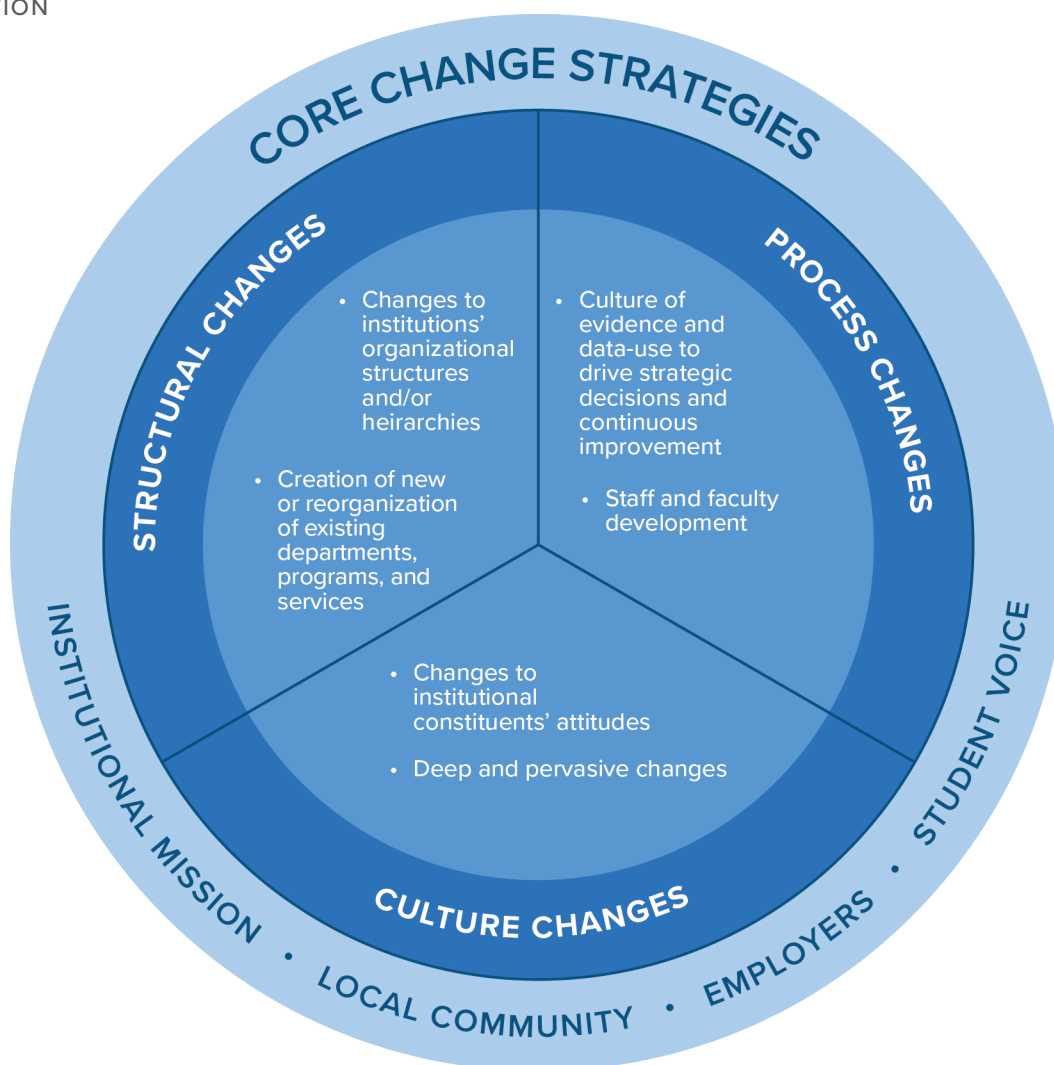 TION
CORE CHANGE STRATEGIES
STRUCTURAL CHANGES
• Changes to
institutions’
organizational
structures
and/or
heirarchies
• Creation of new
or reorganization
of existing
departments,
programs, and
services
PROCESS CHANGES
• Culture of
evidence and
data-use to
drive strategic
decisions and
continuous
improvement
• Staff and faculty
development
• Changes to
institutional
constituents’ attitudes
• Deep and pervasive changes
CULTURE CHANGES
INSTITUTIONAL MISSION • LOCAL COMMUNITY • EMPLOYERS • STUDENT VOICE